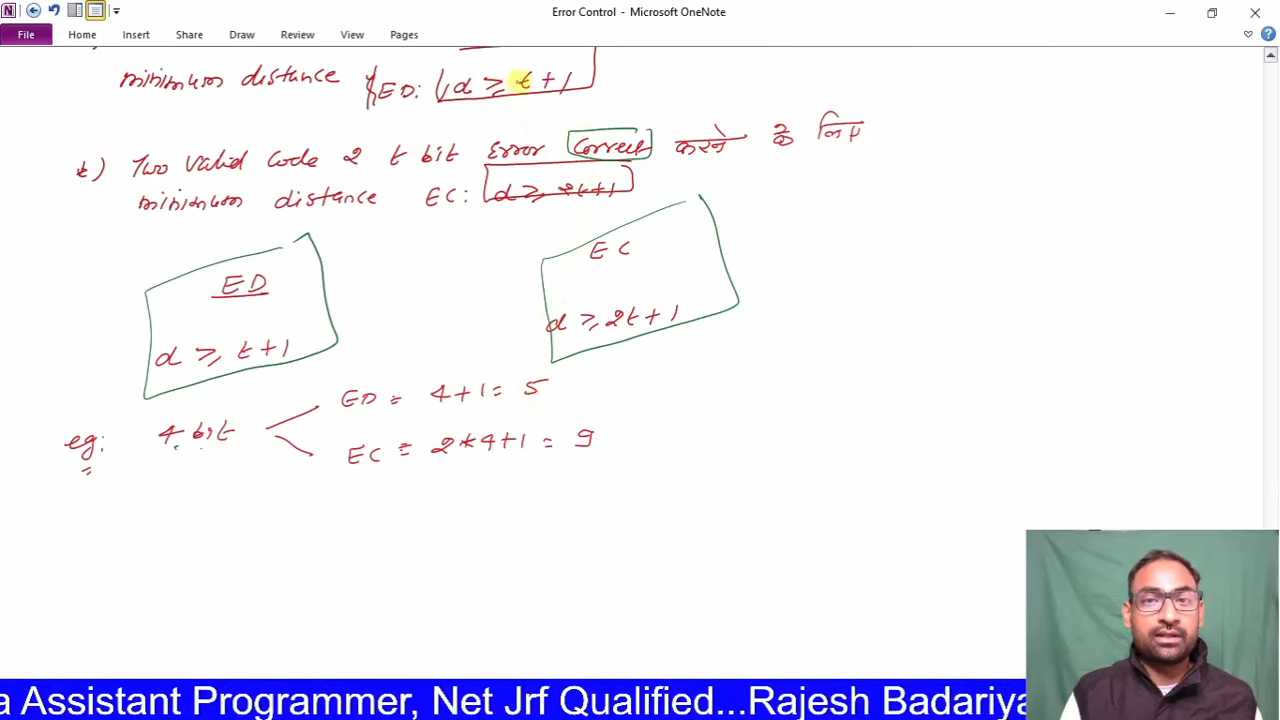 Error Control - Microsoft OneNote
File Home Insert Share Draw Review View Pages
minimum distance ED: d ≥ t+1
*) Two valid code 2 t bit Error Correct करने के लिए
minimum distance EC: d ≥ 2t+1
ED
d ≥ t+1
EC
d ≥ 2t+1
eg: 4 bit
ED = 4+1 = 5
EC = 2*4+1 = 9
a Assistant Programmer, Net Jrf Qualified...Rajesh Badariya